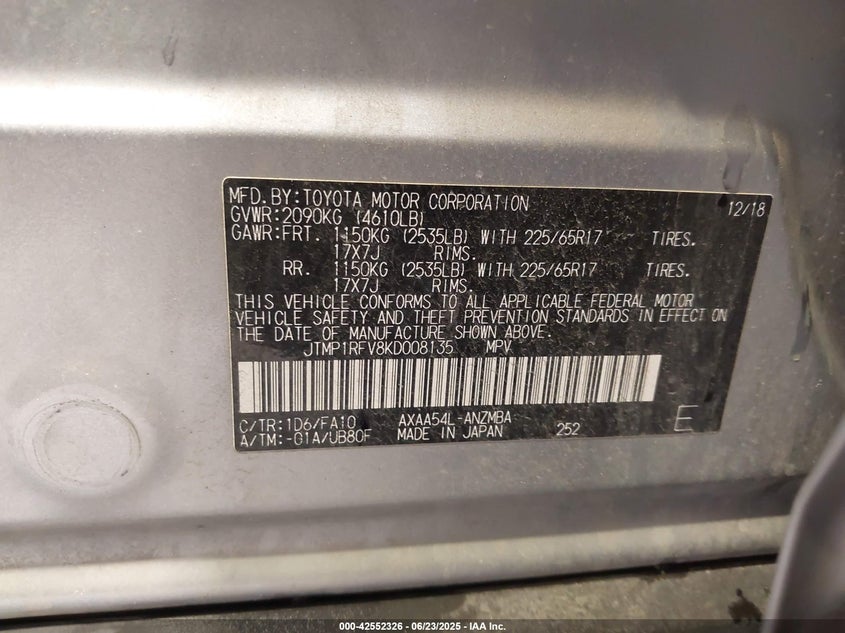 MFD.BY:TOYOTA MOTOR CORPORATION 12/18
GVWR:2090KG (4610LB)
GAWR:FRT. 1150KG (2535LB) WITH 225/65R17 TIRES.
17X7J RIMS.
RR. 1150KG (2535LB) WITH 225/65R17 TIRES.
17X7J RIMS.
THIS VEHICLE CONFORMS TO ALL APPLICABLE FEDERAL MOTOR
VEHICLE SAFETY AND THEFT PREVENTION STANDARDS IN EFFECT ON
THE DATE OF MANUFACTURE SHOWN ABOVE.
JTMP1RFV8KD008135 MPV
C/TR:1D6/FA10 AXAA54L-ANZMBA
A/TM:-01A/UB80F MADE IN JAPAN 252 E
000-42552326 - 06/23/2025 - IAA Inc.